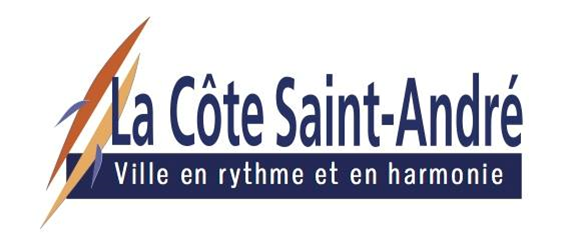 La Côte Saint-André
Ville en rythme et en harmonie